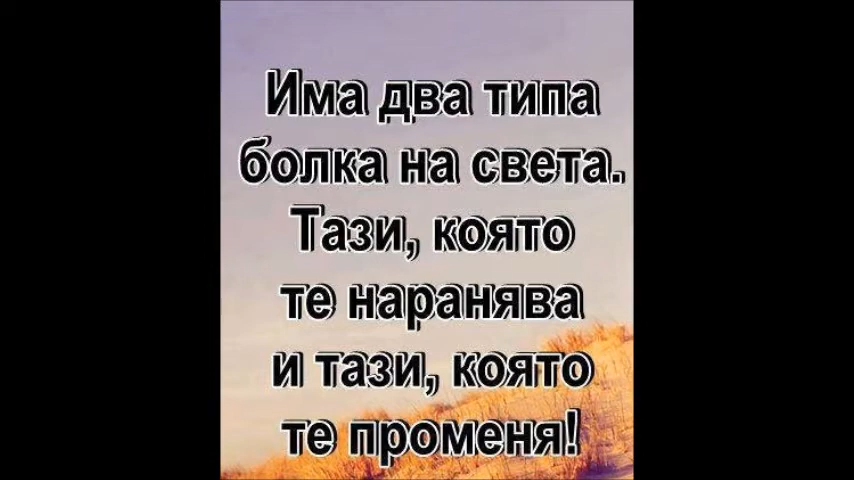 Има два типа
болка на света.
Тази, която
те наранява
и тази, която
те променя!